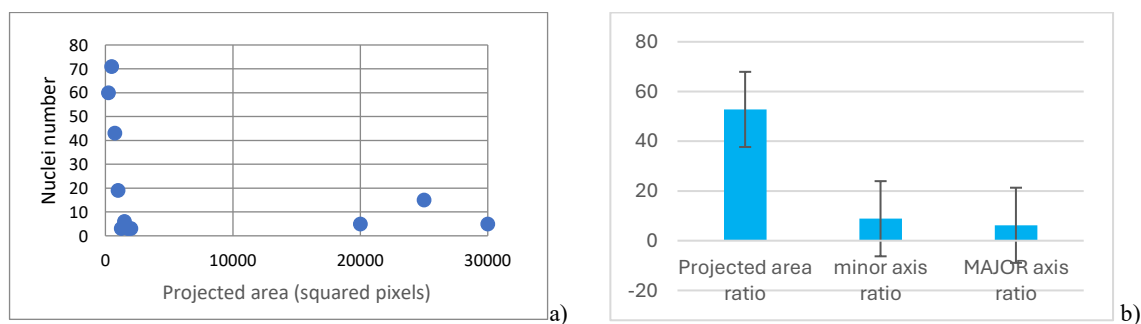 80
70
60
50
40
30
20
10
0
Nuclei number
0 10000 20000 30000
Projected area (squared pixels)
a)
80
60
40
20
0
-20
Projected area ratio
minor axis ratio
MAJOR axis ratio
b)